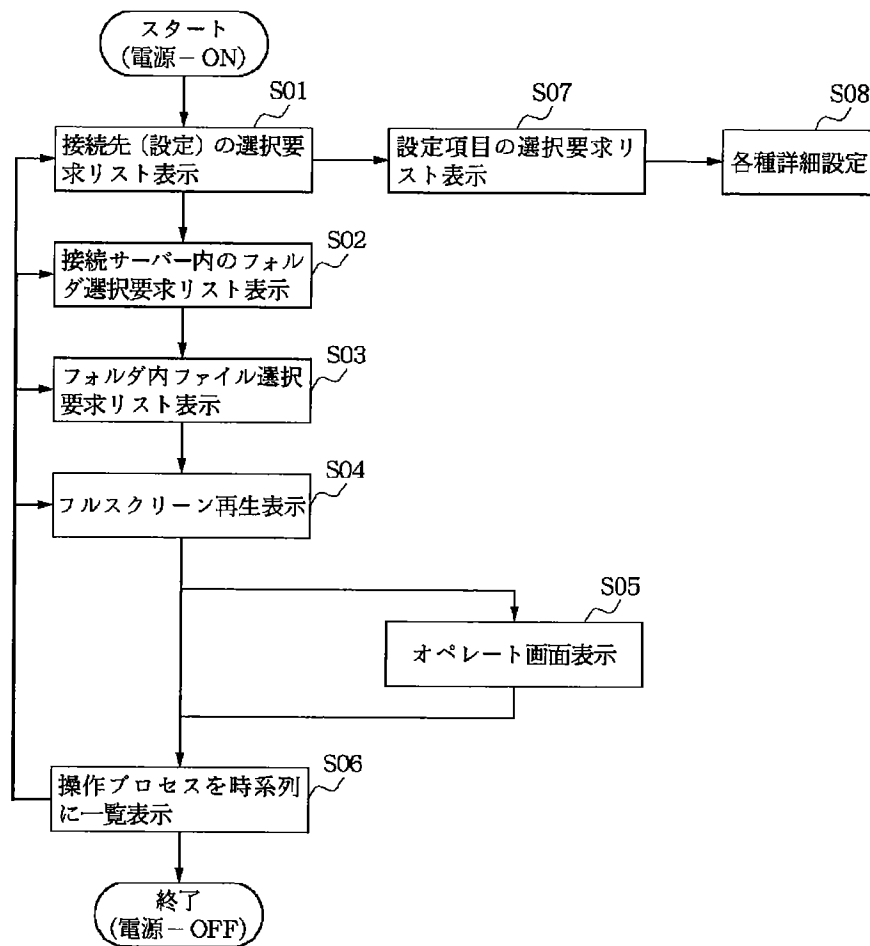 スタート
(電源－ON)
S01
接続先(設定)の選択要
求リスト表示
S07
設定項目の選択要求リ
スト表示
S08
各種詳細設定
S02
接続サーバー内のフォル
ダ選択要求リスト表示
S03
フォルダ内ファイル選択
要求リスト表示
S04
フルスクリーン再生表示
S05
オペレート画面表示
S06
操作プロセスを時系列
に一覧表示
終了
(電源－OFF)